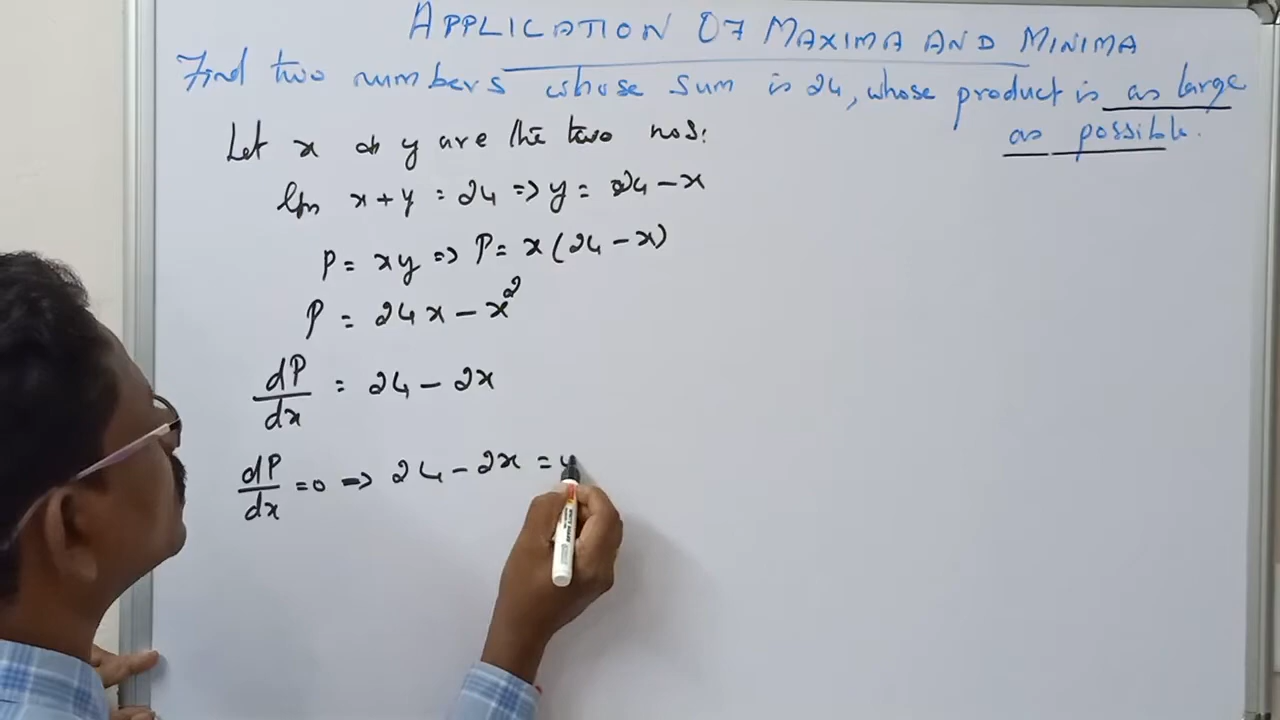 APPLICATION OF MAXIMA AND MINIMA
Find two numbers whose sum is 24, whose product is as large
as possible.
Let x & y are the two nos:
x + y = 24 => y = 24 - x
P = xy => P = x(24 - x)
P = 24x - x²
dP/dx = 24 - 2x
dP/dx = 0 => 24 - 2x =